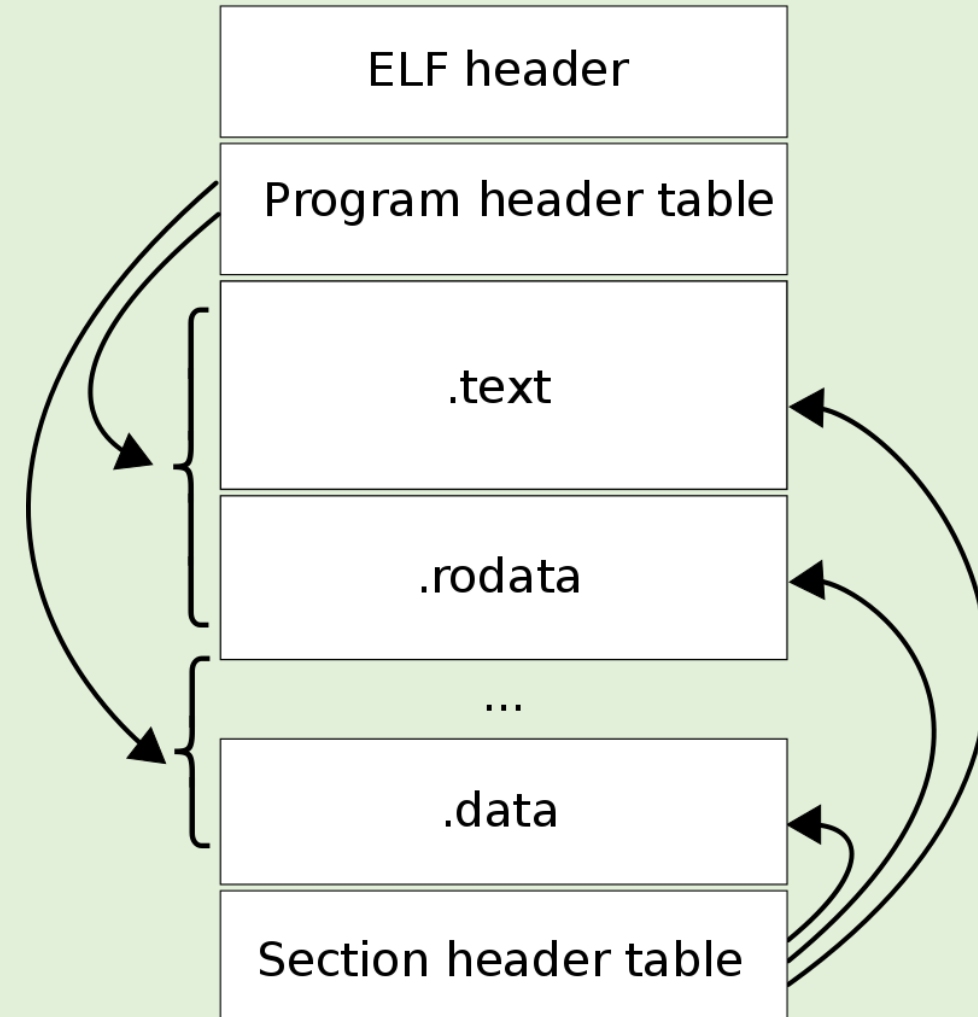 ELF header
Program header table
.text
.rodata
...
.data
Section header table